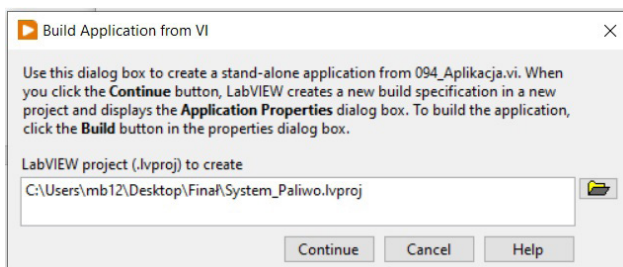 Build Application from VI
Use this dialog box to create a stand-alone application from 094_Aplikacja.vi. When
you click the Continue button, LabVIEW creates a new build specification in a new
project and displays the Application Properties dialog box. To build the application,
click the Build button in the properties dialog box.
LabVIEW project (.lvproj) to create
C:\Users\mb12\Desktop\Finał\System_Paliwo.lvproj
Continue Cancel Help